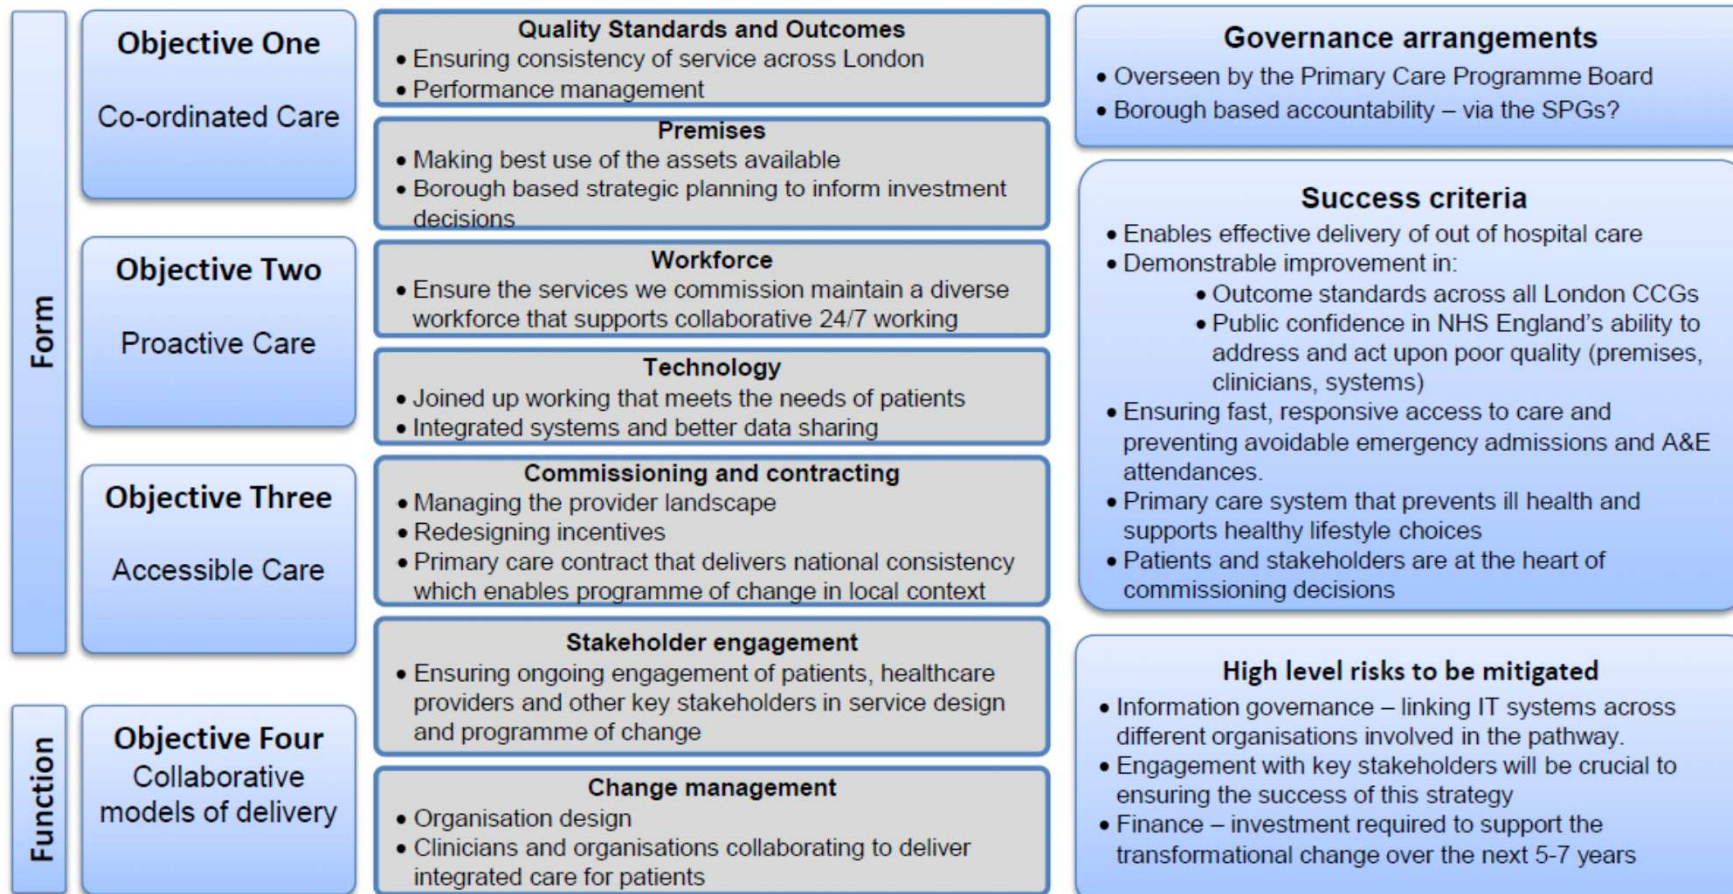 Form
Objective One
Co-ordinated Care
Objective Two
Proactive Care
Objective Three
Accessible Care
Function
Objective Four
Collaborative
models of delivery
Quality Standards and Outcomes
• Ensuring consistency of service across London
• Performance management
Premises
• Making best use of the assets available
• Borough based strategic planning to inform investment
decisions
Workforce
• Ensure the services we commission maintain a diverse
workforce that supports collaborative 24/7 working
Technology
• Joined up working that meets the needs of patients
• Integrated systems and better data sharing
Commissioning and contracting
• Managing the provider landscape
• Redesigning incentives
• Primary care contract that delivers national consistency
which enables programme of change in local context
Stakeholder engagement
• Ensuring ongoing engagement of patients, healthcare
providers and other key stakeholders in service design
and programme of change
Change management
• Organisation design
• Clinicians and organisations collaborating to deliver
integrated care for patients
Governance arrangements
• Overseen by the Primary Care Programme Board
• Borough based accountability – via the SPGs?
Success criteria
• Enables effective delivery of out of hospital care
• Demonstrable improvement in:
• Outcome standards across all London CCGs
• Public confidence in NHS England's ability to
address and act upon poor quality (premises,
clinicians, systems)
• Ensuring fast, responsive access to care and
preventing avoidable emergency admissions and A&E
attendances.
• Primary care system that prevents ill health and
supports healthy lifestyle choices
• Patients and stakeholders are at the heart of
commissioning decisions
High level risks to be mitigated
• Information governance – linking IT systems across
different organisations involved in the pathway.
• Engagement with key stakeholders will be crucial to
ensuring the success of this strategy
• Finance – investment required to support the
transformational change over the next 5-7 years